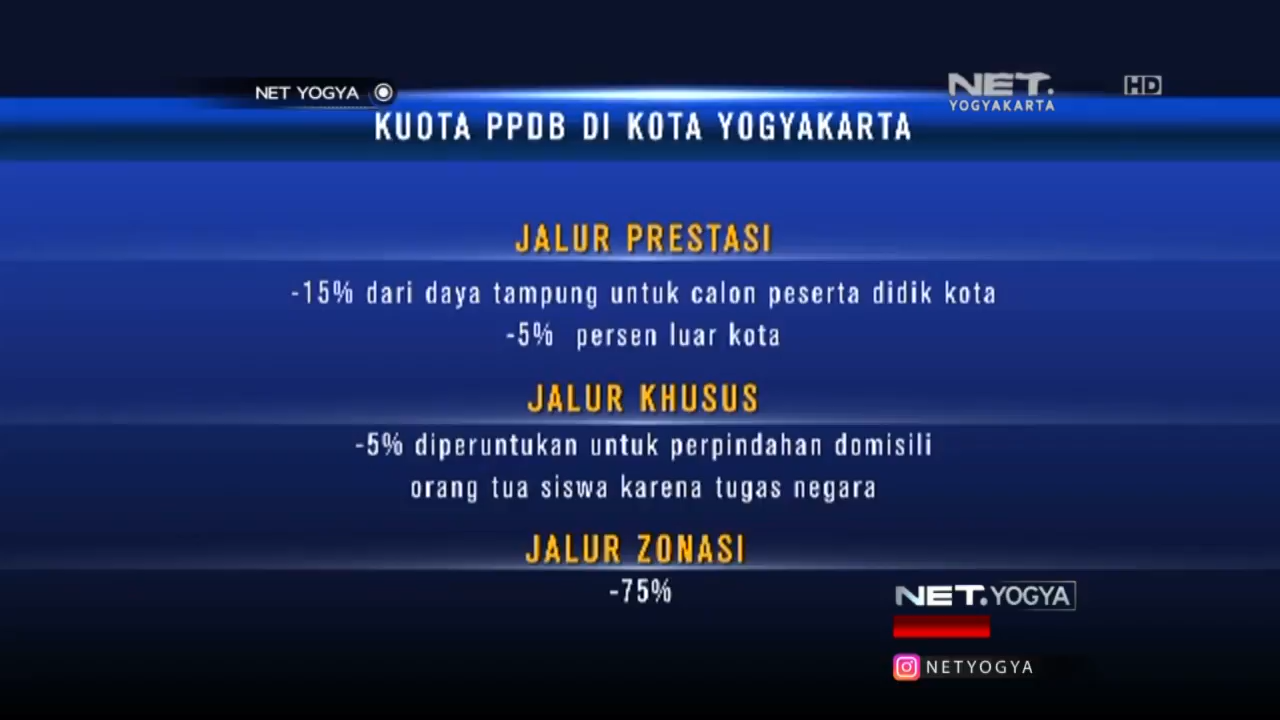 NET YOGYA
NET.
YOGYAKARTA
HD
KUOTA PPDB DI KOTA YOGYAKARTA
JALUR PRESTASI
-15% dari daya tampung untuk calon peserta didik kota
-5% persen luar kota
JALUR KHUSUS
-5% diperuntukan untuk perpindahan domisili
orang tua siswa karena tugas negara
JALUR ZONASI
-75%
NET.YOGYA
NETYOGYA